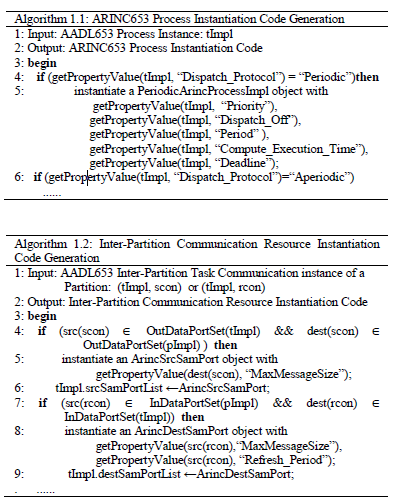 Algorithm 1.1: ARINC653 Process Instantiation Code Generation
1: Input: AADL653 Process Instance: tImpl
2: Output: ARINC653 Process Instantiation Code
3: begin
4: if (getPropertyValue(tImpl, “Dispatch_Protocol”) = “Periodic”)then
5: instantiate a PeriodicArincProcessImpl object with
getPropertyValue(tImpl, “Priority”),
getPropertyValue(tImpl, “Dispatch_Off”),
getPropertyValue(tImpl, “Period” ),
getPropertyValue(tImpl, “Compute_Execution_Time”),
getPropertyValue(tImpl, “Deadline”);
6: if (getPropertyValue(tImpl, “Dispatch_Protocol”)=“Aperiodic”)
......
Algorithm 1.2: Inter-Partition Communication Resource Instantiation
Code Generation
1: Input: AADL653 Inter-Partition Task Communication instance of a
Partition: (tImpl, scon) or (tImpl, rcon)
2: Output: Inter-Partition Communication Resource Instantiation Code
3: begin
4: if (src(scon) ∈ OutDataPortSet(tImpl) && dest(scon) ∈
OutDataPortSet(pImpl) ) then
5: instantiate an ArincSrcSamPort object with
getPropertyValue(dest(scon), “MaxMessageSize”);
6: tImpl.srcSamPortList ←ArincSrcSamPort;
7: if (src(rcon) ∈ InDataPortSet(pImpl) && dest(rcon) ∈
InDataPortSet(tImpl)) then
8: instantiate an ArincDestSamPort object with
getPropertyValue(src(rcon),“MaxMessageSize”),
getPropertyValue(src(rcon), “Refresh_Period”);
9: tImpl.destSamPortList ←ArincDestSamPort;
. ......